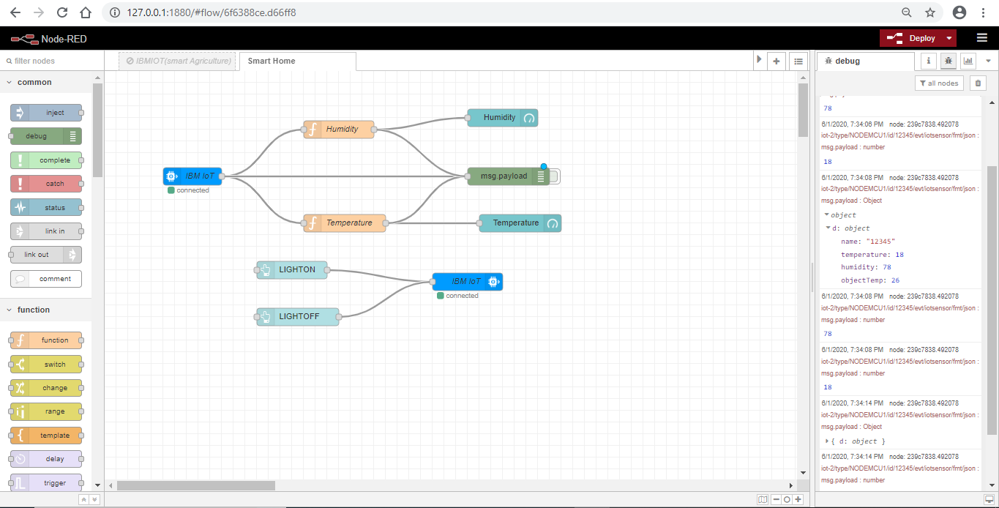 127.0.0.1:1880/#flow/6f6388ce.d66ff8
Node-RED
Deploy
filter nodes
IBMIOT(smart Agriculture)
Smart Home
debug
all nodes
common
inject
debug
complete
catch
status
link in
link out
comment
function
function
switch
change
range
template
delay
trigger
Humidity
Humidity
IBM IoT
connected
msg.payload
Temperature
Temperature
LIGHTON
IBM IoT
connected
LIGHTOFF
78
6/1/2020, 7:34:06 PM node: 239c7838.492078
iot-2/type/NODEMCU1/id/12345/evt/iotsensor/fmt/json :
msg.payload : number
18
6/1/2020, 7:34:08 PM node: 239c7838.492078
iot-2/type/NODEMCU1/id/12345/evt/iotsensor/fmt/json :
msg.payload : Object
object
d: object
name: "12345"
temperature: 18
humidity: 78
objectTemp: 26
6/1/2020, 7:34:08 PM node: 239c7838.492078
iot-2/type/NODEMCU1/id/12345/evt/iotsensor/fmt/json :
msg.payload : number
78
6/1/2020, 7:34:08 PM node: 239c7838.492078
iot-2/type/NODEMCU1/id/12345/evt/iotsensor/fmt/json :
msg.payload : number
18
6/1/2020, 7:34:14 PM node: 239c7838.492078
iot-2/type/NODEMCU1/id/12345/evt/iotsensor/fmt/json :
msg.payload : Object
{ d: object }
6/1/2020, 7:34:14 PM node: 239c7838.492078
iot-2/type/NODEMCU1/id/12345/evt/iotsensor/fmt/json :
msg.payload : number